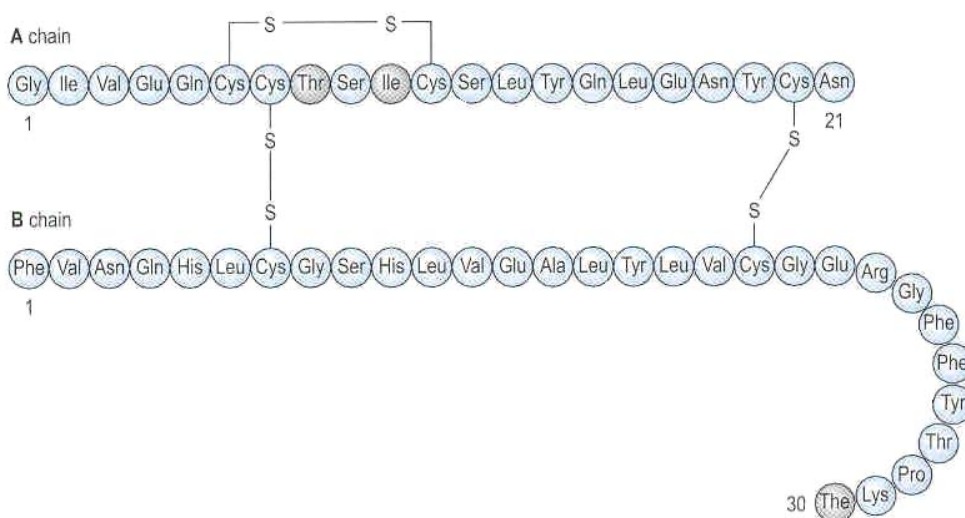 S S
A chain
Gly Ile Val Glu Gln Cys Cys Thr Ser Ile Cys Ser Leu Tyr Gln Leu Glu Asn Tyr Cys Asn
1 21
S S
S S
B chain
Phe Val Asn Gln His Leu Cys Gly Ser His Leu Val Glu Ala Leu Tyr Leu Val Cys Gly Glu Arg
1 Gly
Phe
Phe
Tyr
Thr
Pro
30 The Lys